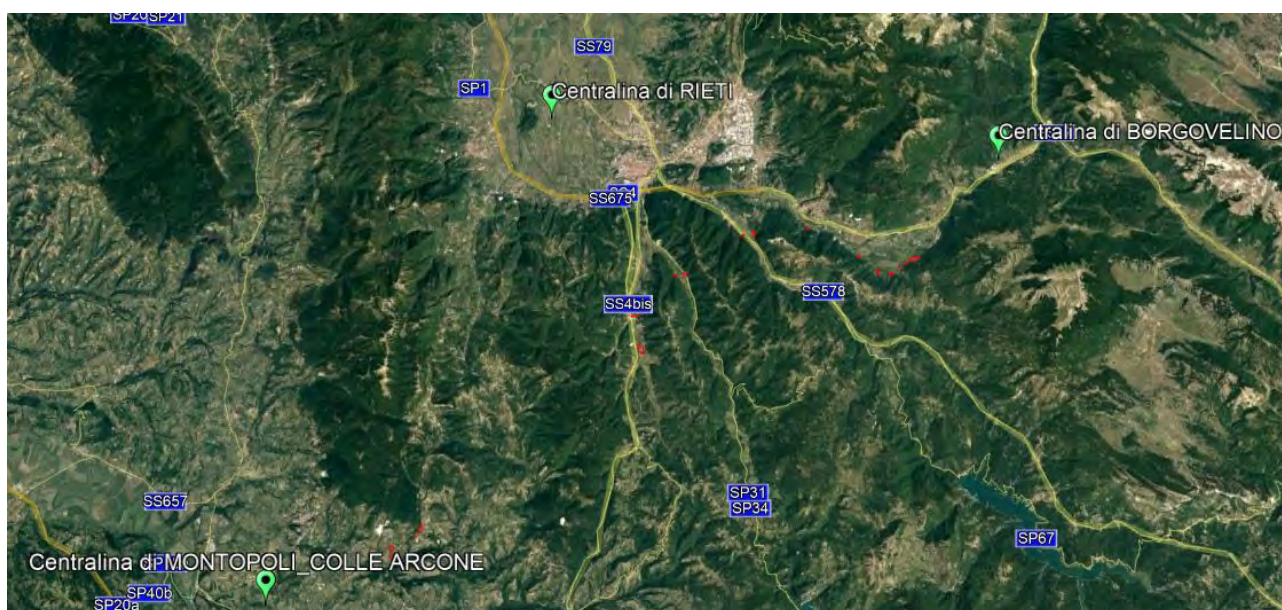 SP21
SS79
SP1
Centralina di RIETI
Centralina di BORGOVELINO
SS4
SS675
SS4bis
SS578
SP31
SP34
SS657
SP67
Centralina di MONTOPOLI_COLLE ARCONE
SP40b
SP20a